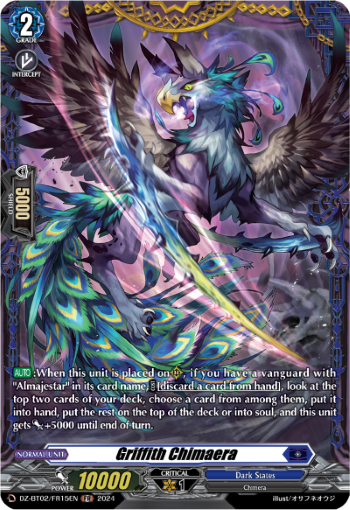 2
GRADE
INTERCEPT
5000
SHIELD
AUTO:When this unit is placed on , if you have a vanguard with
"Almajestar" in its card name, [discard a card from hand], look at the
top two cards of your deck, choose a card from among them, put it
into hand, put the rest on the top of the deck or into soul, and this unit
gets +5000 until end of turn.
NORMAL UNIT
Griffith Chimaera
POWER 10000
CRITICAL
1
Dark States
Chimera
DZ-BT02/FR15EN FR 2024
illust/オサフネオウジ